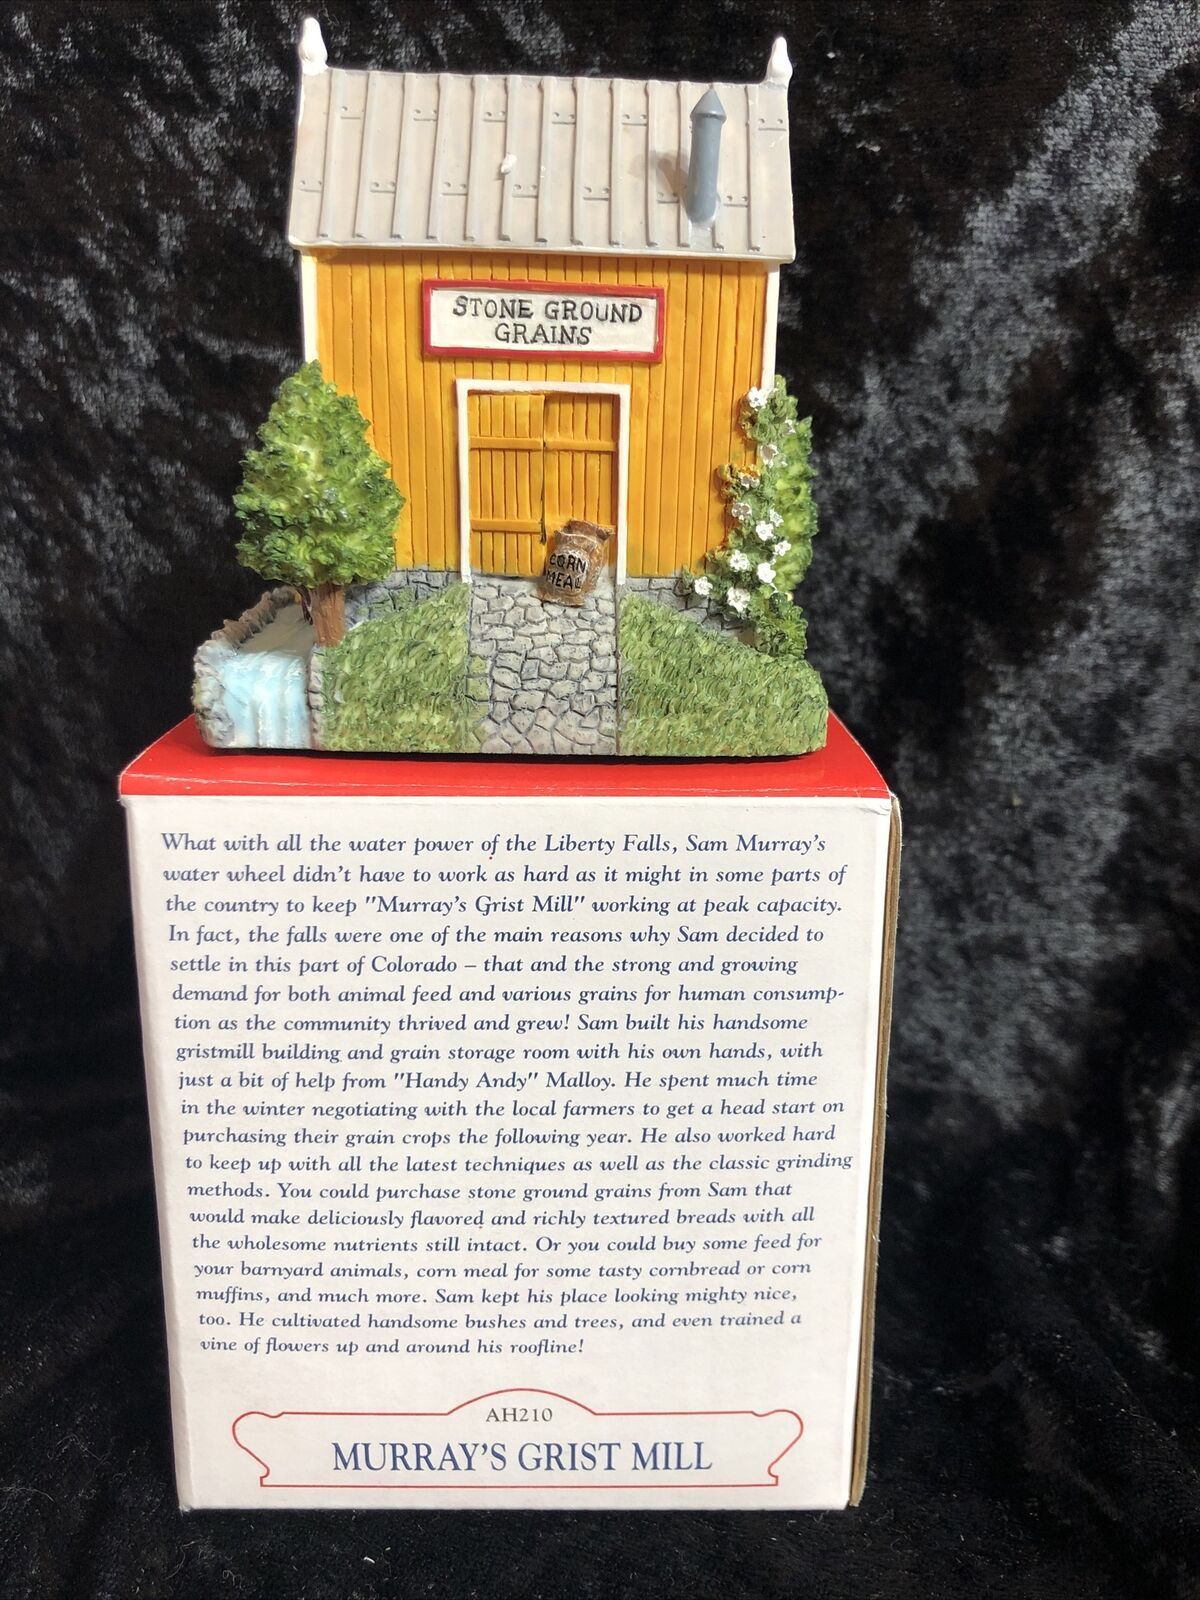 STONE GROUND
GRAINS
CORN
MEAL
What with all the water power of the Liberty Falls, Sam Murray's
water wheel didn't have to work as hard as it might in some parts of
the country to keep "Murray's Grist Mill" working at peak capacity.
In fact, the falls were one of the main reasons why Sam decided to
settle in this part of Colorado – that and the strong and growing
demand for both animal feed and various grains for human consump-
tion as the community thrived and grew! Sam built his handsome
gristmill building and grain storage room with his own hands, with
just a bit of help from "Handy Andy" Malloy. He spent much time
in the winter negotiating with the local farmers to get a head start on
purchasing their grain crops the following year. He also worked hard
to keep up with all the latest techniques as well as the classic grinding
methods. You could purchase stone ground grains from Sam that
would make deliciously flavored and richly textured breads with all
the wholesome nutrients still intact. Or you could buy some feed for
your barnyard animals, corn meal for some tasty cornbread or corn
muffins, and much more. Sam kept his place looking mighty nice,
too. He cultivated handsome bushes and trees, and even trained a
vine of flowers up and around his roofline!
AH210
MURRAY'S GRIST MILL